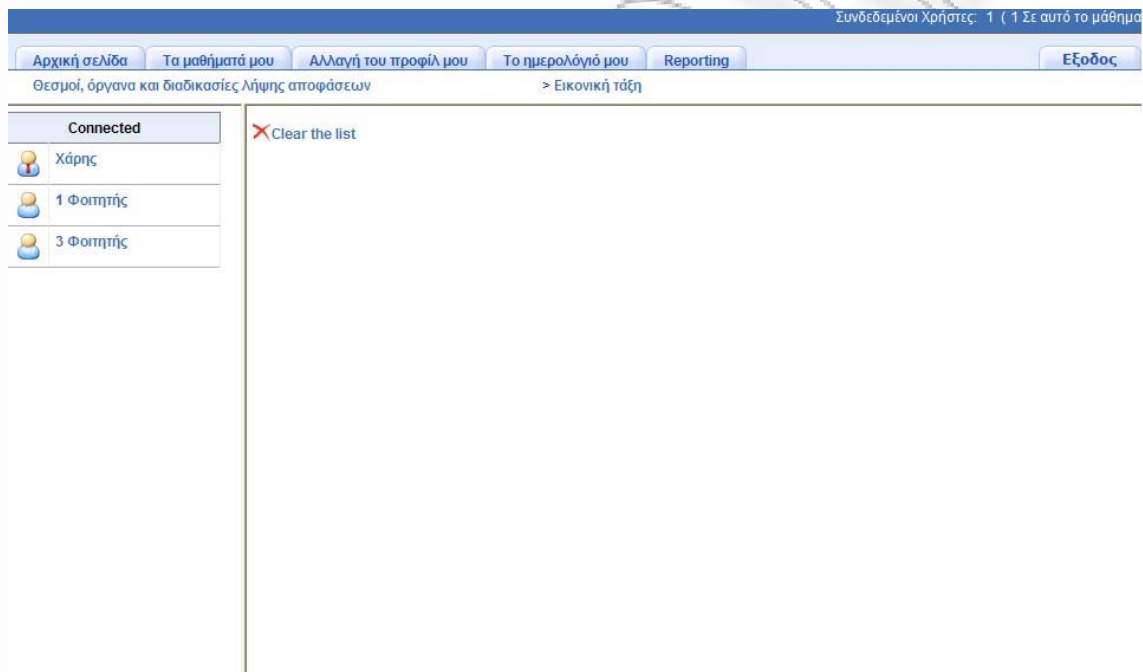 Συνδεδεμένοι Χρήστες: 1 ( 1 Σε αυτό το μάθημα
Αρχική σελίδα Τα μαθήματά μου Αλλαγή του προφίλ μου Το ημερολόγιό μου Reporting Εξοδος
Θεσμοί, όργανα και διαδικασίες λήψης αποφάσεων > Εικονική τάξη
Connected
Clear the list
Χάρης
1 Φοιτητής
3 Φοιτητής